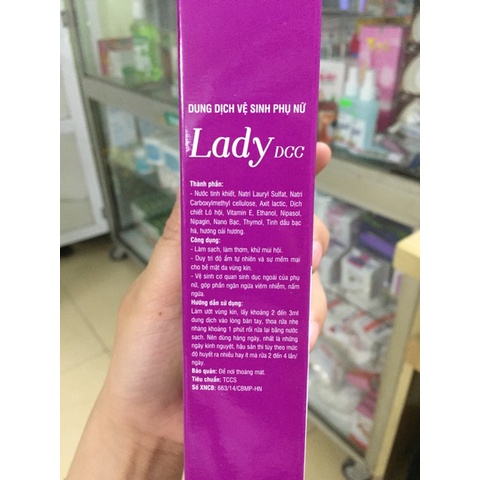 DUNG DỊCH VỆ SINH PHỤ NỮ
Lady DCC
Thành phần:
- Nước tinh khiết, Natri Lauryl Sulfat, Natri
Carboxylmethyl cellulose, Axit lactic, Dịch
chiết Lô hội, Vitamin E, Ethanol, Nipasol,
Nipagin, Nano Bac, Thymol, Tinh dầu bạc
hà, hương oải hương.
Công dụng:
- Làm sạch, làm thơm, khử mùi hôi.
- Duy trì độ ẩm tự nhiên và sự mềm mại
cho bề mặt da vùng kín.
- Vệ sinh cơ quan sinh dục ngoài của phụ
nữ, góp phần ngăn ngừa viêm nhiễm, nấm
ngứa.
Hướng dẫn sử dụng:
Làm ướt vùng kín, lấy khoảng 2 đến 3ml
dung dịch vào lòng bàn tay, thoa rửa nhẹ
nhàng khoảng 1 phút rồi rửa lại bằng nước
sạch. Nên dùng hàng ngày, nhất là những
ngày kinh nguyệt, hậu sản thì tùy theo mức
độ huyết ra nhiều hay ít mà rửa 2 đến 4 lần/
ngày.
Bảo quản: Để nơi thoáng mát.
Tiêu chuẩn: TCCS
Số XNCB: 663/14/CBMP-HN